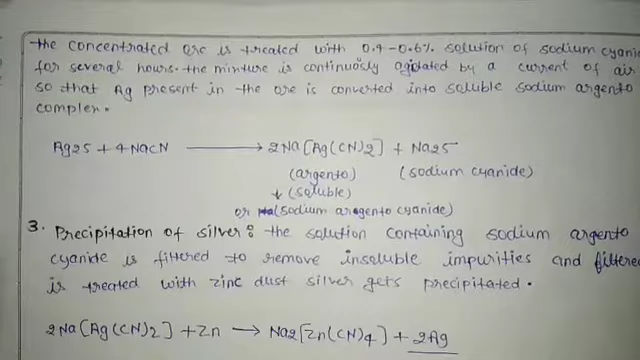 the concentrated ore is treated with 0.4-0.6% solution of sodium cyanide
for several hours. the mixture is continuously agitated by a current of air
so that Ag present in the ore is converted into soluble sodium argento
complex.
Ag2S + 4NaCN → 2Na[Ag(CN)2] + Na2S
(argento) (sodium cyanide)
↓ (soluble)
or (sodium arogento cyanide)
3. Precipitation of silver: the solution containing sodium argento
cyanide is filtered to remove insoluble impurities and filtered
is treated with zinc dust silver gets precipitated.
2Na[Ag(CN)2] + Zn → Na2[Zn(CN)4] + 2Ag